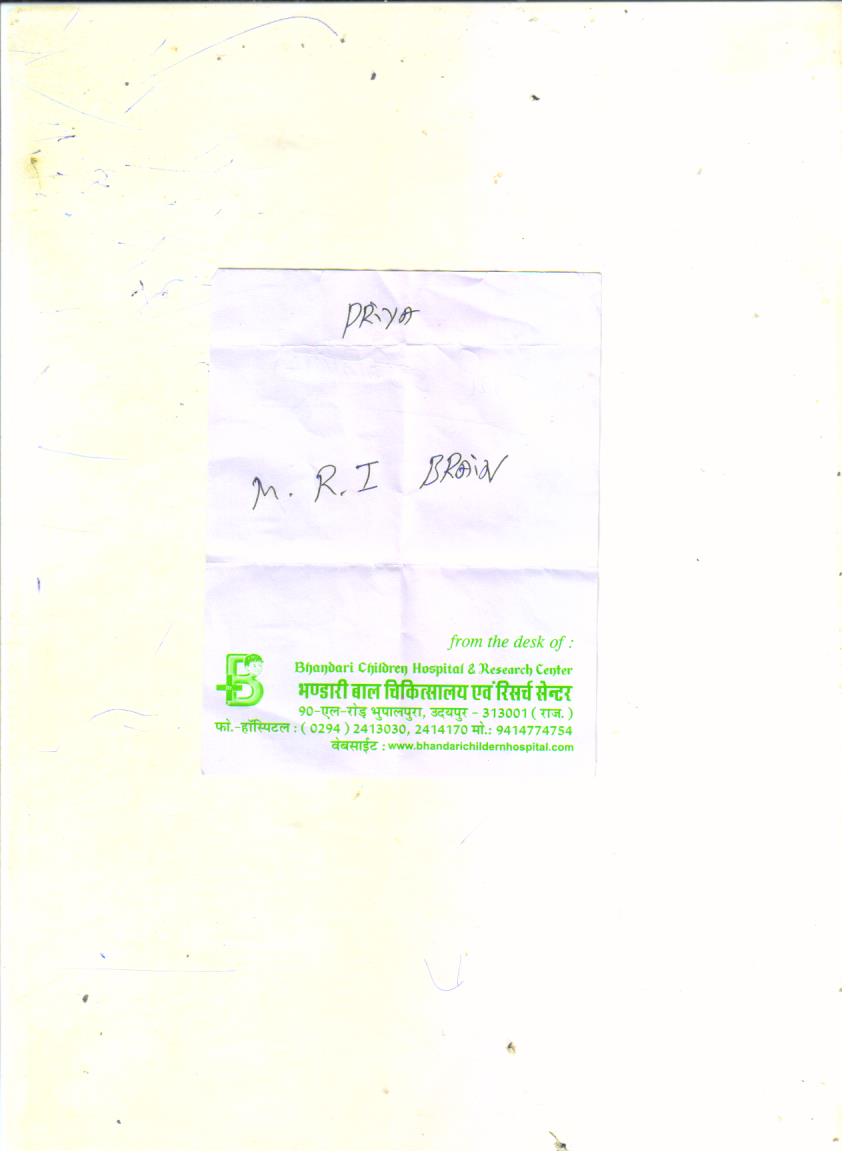 PRiYA
M. R. I BRAiN
from the desk of :
Bhandari Children Hospital & Research Center
भण्डारी बाल चिकित्सालय एवं रिसर्च सेन्टर
90-एल-रोड़ भुपालपुरा, उदयपुर - 313001 ( राज. )
फो.-हॉस्पिटल : ( 0294 ) 2413030, 2414170 मो.: 9414774754
वेबसाईट : www.bhandarichildernhospital.com